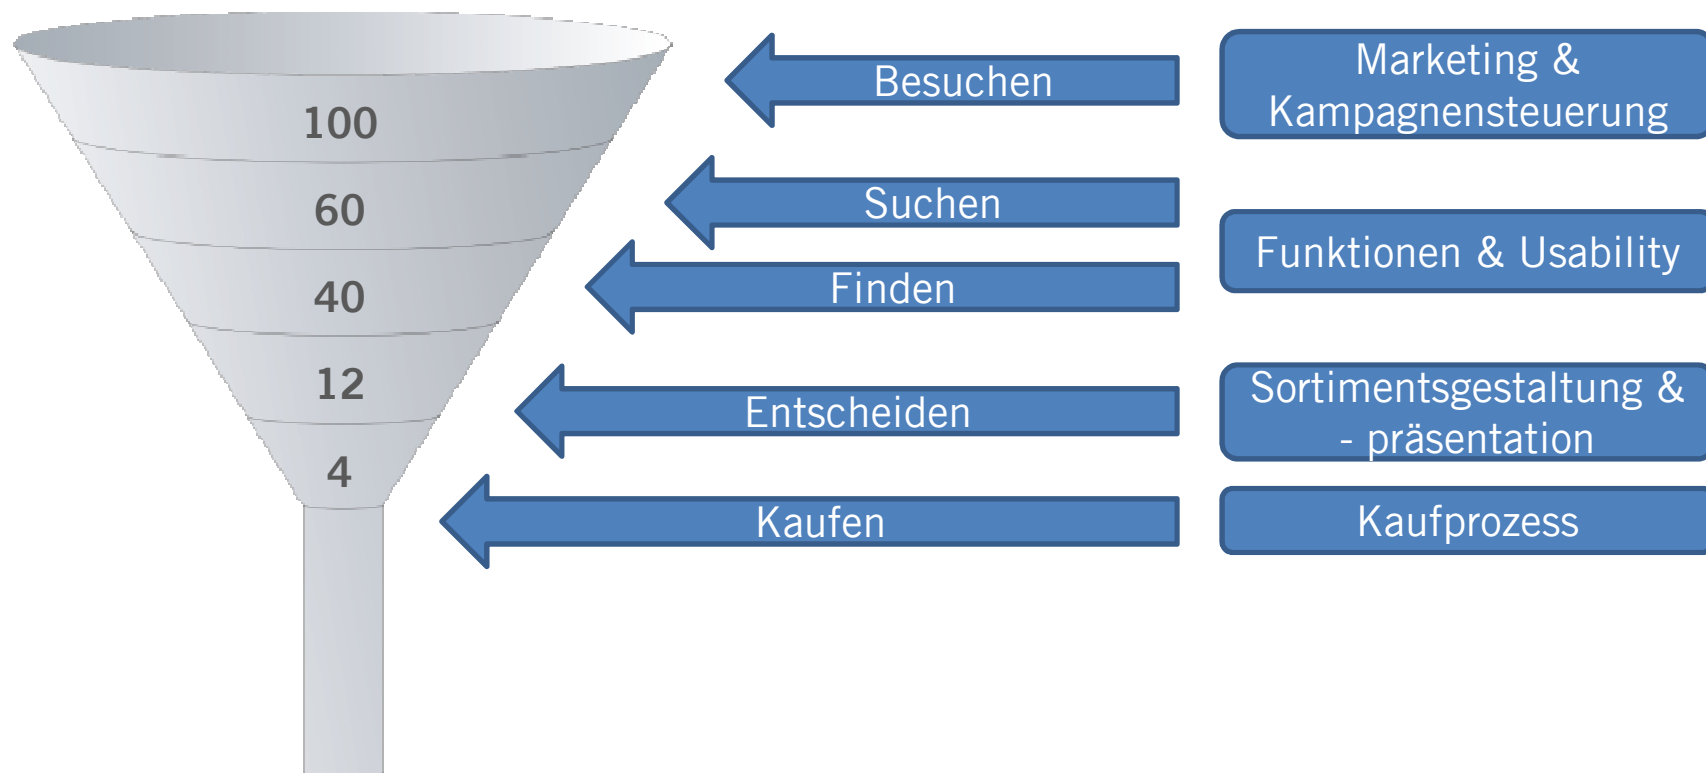 100
60
40
12
4
Besuchen
Suchen
Finden
Entscheiden
Kaufen
Marketing &
Kampagnensteuerung
Funktionen & Usability
Sortimentsgestaltung &
- präsentation
Kaufprozess